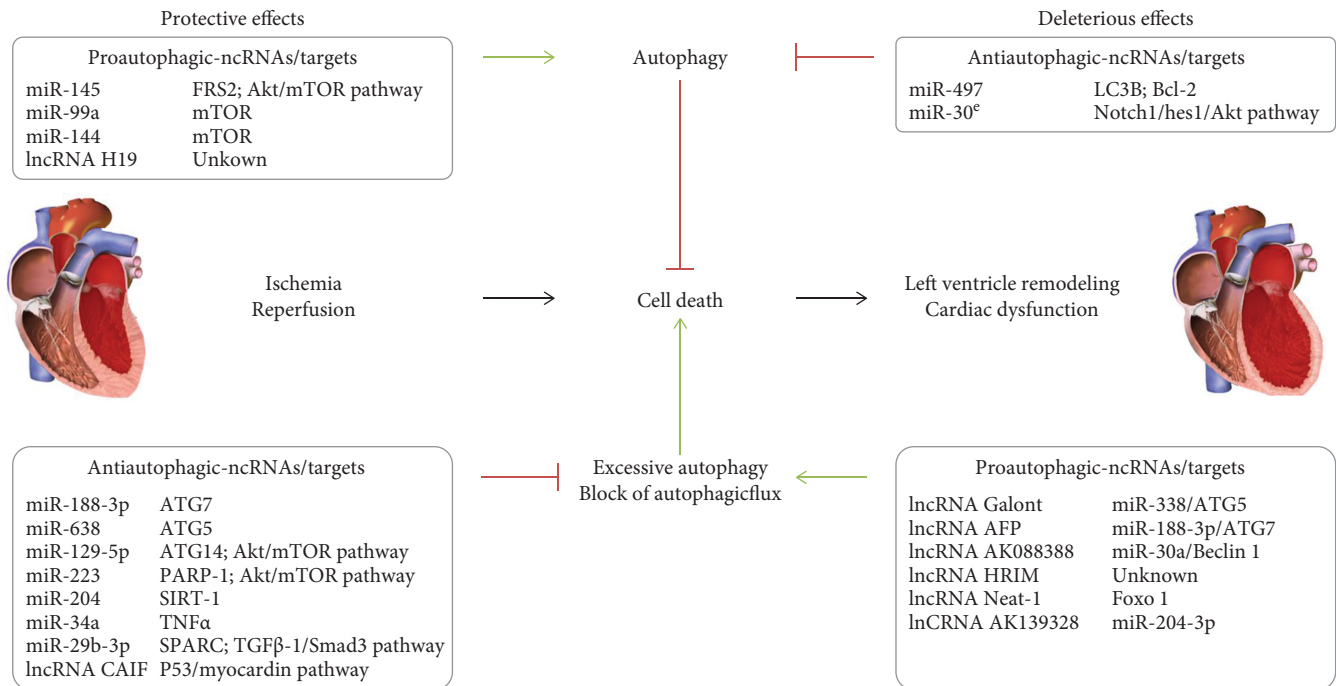 Protective effects
Proautophagic-ncRNAs/targets
miR-145 FRS2; Akt/mTOR pathway
miR-99a mTOR
miR-144 mTOR
lncRNA H19 Unkown
Autophagy
Deleterious effects
Antiautophagic-ncRNAs/targets
miR-497 LC3B; Bcl-2
miR-30ᵉ Notch1/hes1/Akt pathway
Ischemia
Reperfusion
Cell death
Left ventricle remodeling
Cardiac dysfunction
Antiautophagic-ncRNAs/targets
miR-188-3p ATG7
miR-638 ATG5
miR-129-5p ATG14; Akt/mTOR pathway
miR-223 PARP-1; Akt/mTOR pathway
miR-204 SIRT-1
miR-34a TNFα
miR-29b-3p SPARC; TGFβ-1/Smad3 pathway
lncRNA CAIF P53/myocardin pathway
Excessive autophagy
Block of autophagicflux
Proautophagic-ncRNAs/targets
lncRNA Galont miR-338/ATG5
lncRNA AFP miR-188-3p/ATG7
lncRNA AK088388 miR-30a/Beclin 1
lncRNA HRIM Unknown
lncRNA Neat-1 Foxo 1
lnCRNA AK139328 miR-204-3p